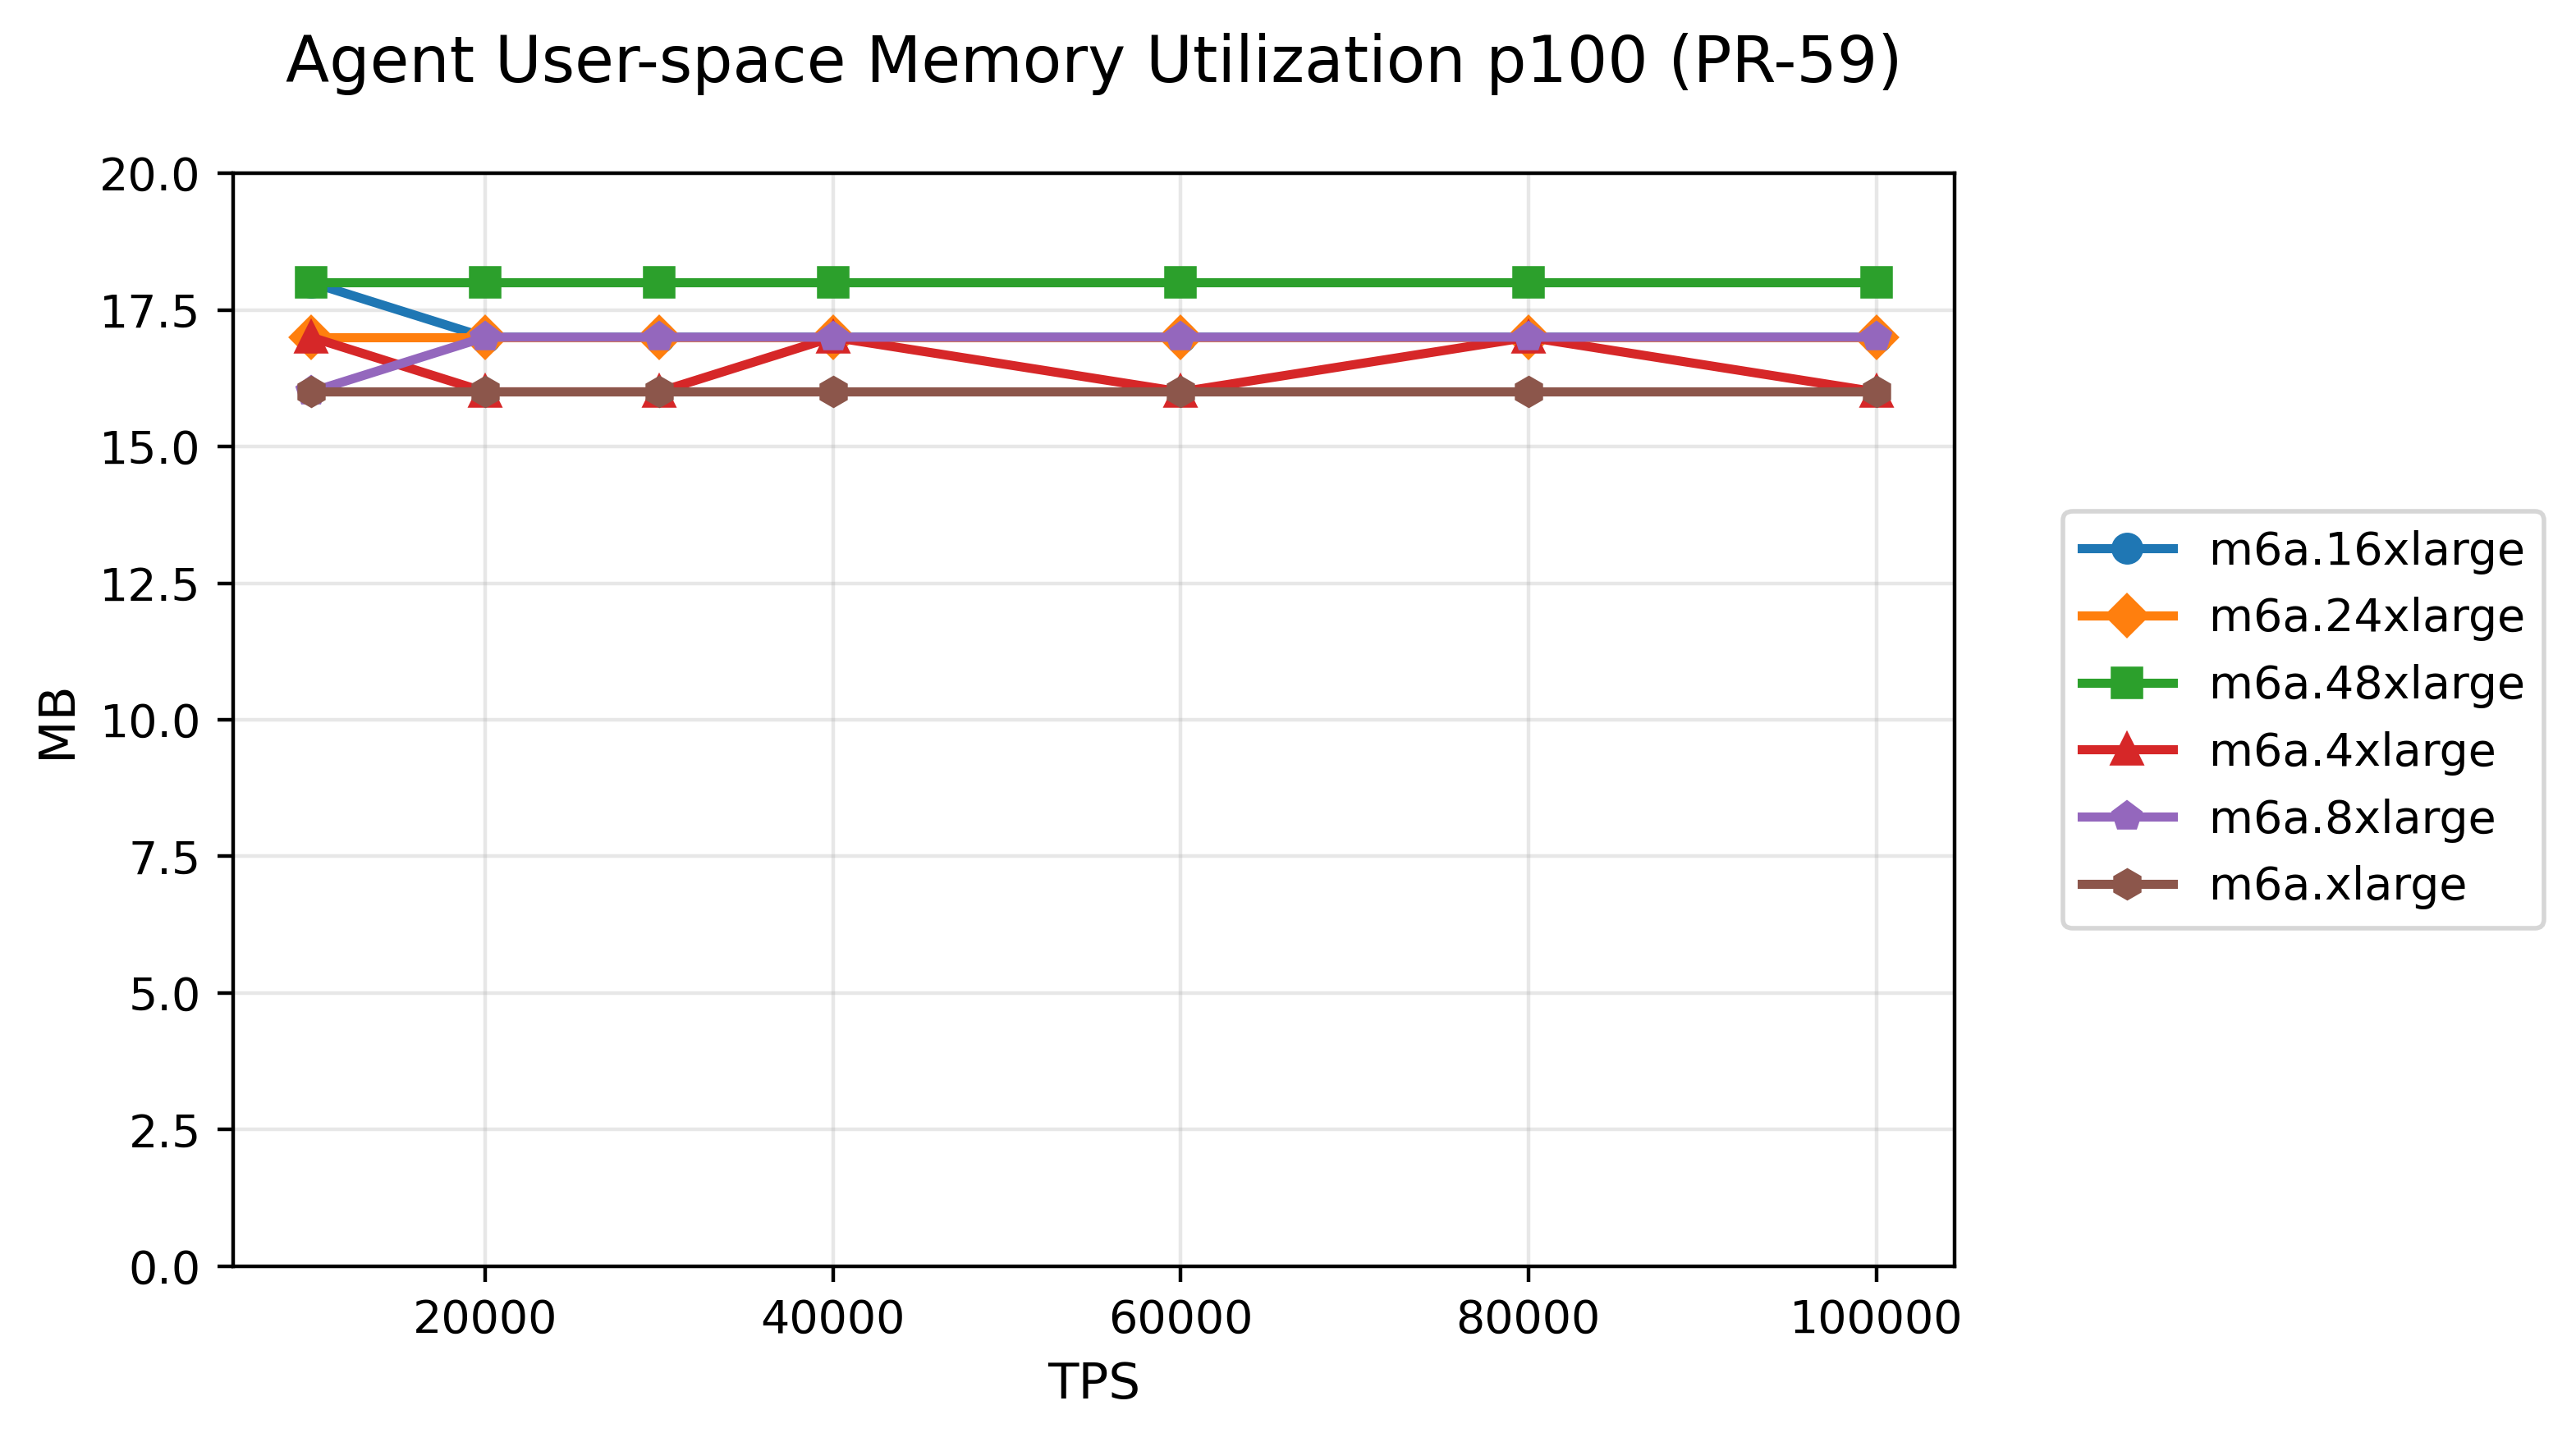 Agent User-space Memory Utilization p100 (PR-59)
20.0
17.5
15.0
12.5
10.0
7.5
5.0
2.5
0.0
MB
20000 40000 60000 80000 100000
TPS
m6a.16xlarge
m6a.24xlarge
m6a.48xlarge
m6a.4xlarge
m6a.8xlarge
m6a.xlarge